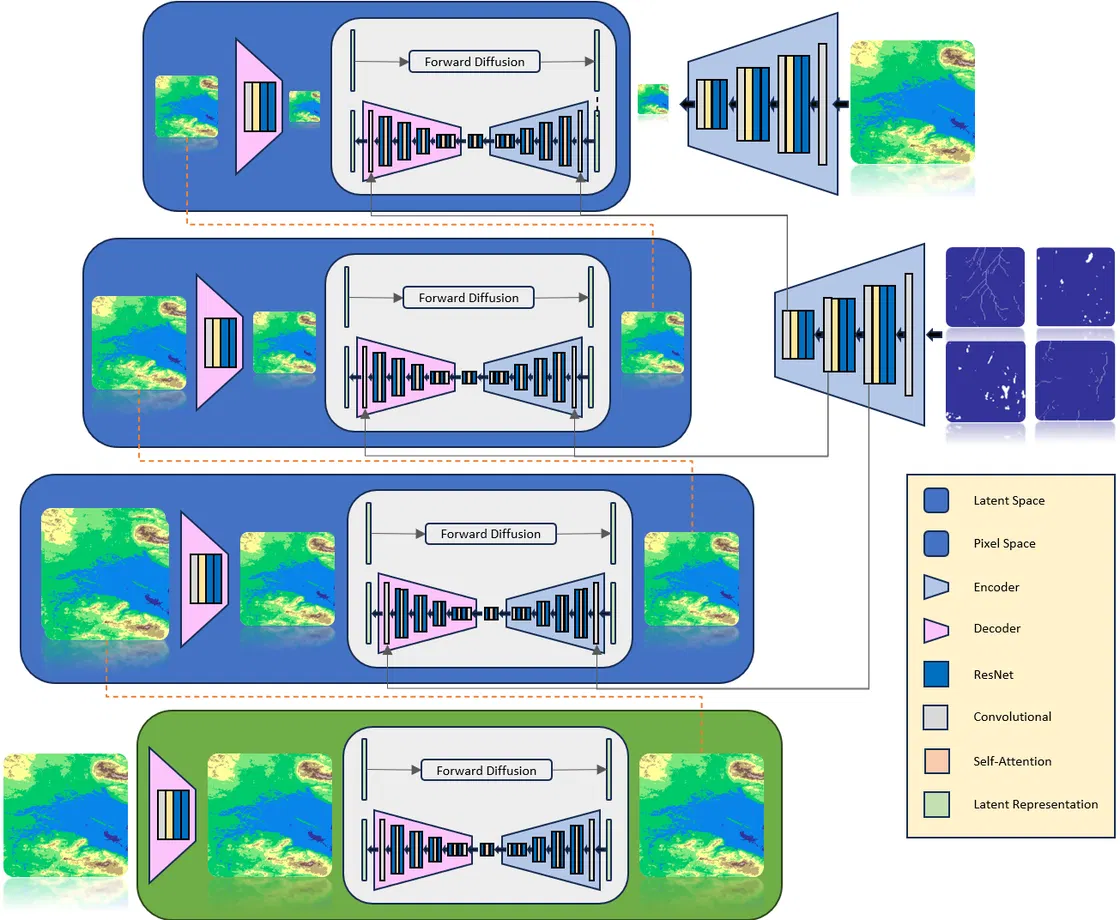 Forward Diffusion
Forward Diffusion
Forward Diffusion
Forward Diffusion
Latent Space
Pixel Space
Encoder
Decoder
ResNet
Convolutional
Self-Attention
Latent Representation